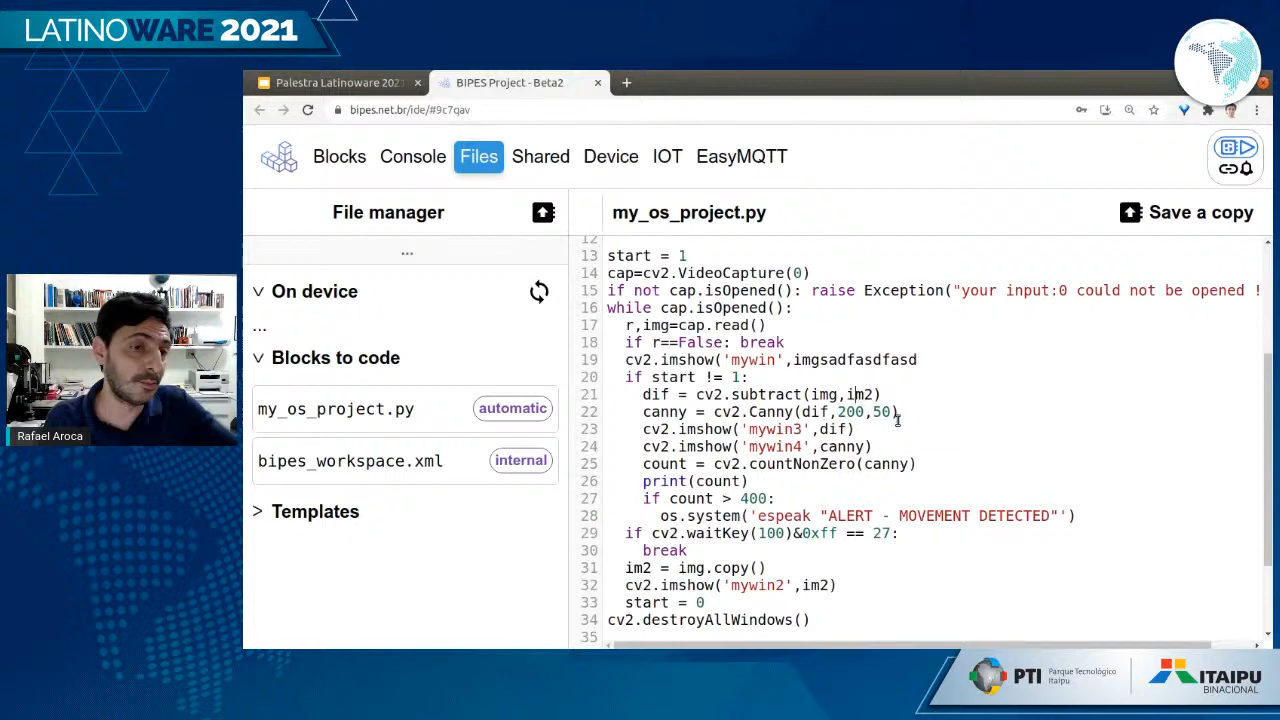 LATINOWARE 2021
Palestra Latinoware 202
BIPES Project - Beta2
bipes.net.br/ide/#9c7qav
Blocks Console Files Shared Device IOT EasyMQTT
File manager
my_os_project.py
Save a copy
...
On device
...
Blocks to code
my_os_project.py automatic
bipes_workspace.xml internal
Templates
12
13 start = 1
14 cap=cv2.VideoCapture(0)
15 if not cap.isOpened(): raise Exception("your input:0 could not be opened !
16 while cap.isOpened():
17 r,img=cap.read()
18 if r==False: break
19 cv2.imshow('mywin',imgsadfasdfasd
20 if start != 1:
21 dif = cv2.subtract(img,im2)
22 canny = cv2.Canny(dif,200,50)
23 cv2.imshow('mywin3',dif)
24 cv2.imshow('mywin4',canny)
25 count = cv2.countNonZero(canny)
26 print(count)
27 if count > 400:
28 os.system('espeak "ALERT - MOVEMENT DETECTED"')
29 if cv2.waitKey(100)&0xff == 27:
30 break
31 im2 = img.copy()
32 cv2.imshow('mywin2',im2)
33 start = 0
34 cv2.destroyAllWindows()
35
Rafael Aroca
PTI Parque Tecnológico
Itaipu
ITAIPU
BINACIONAL